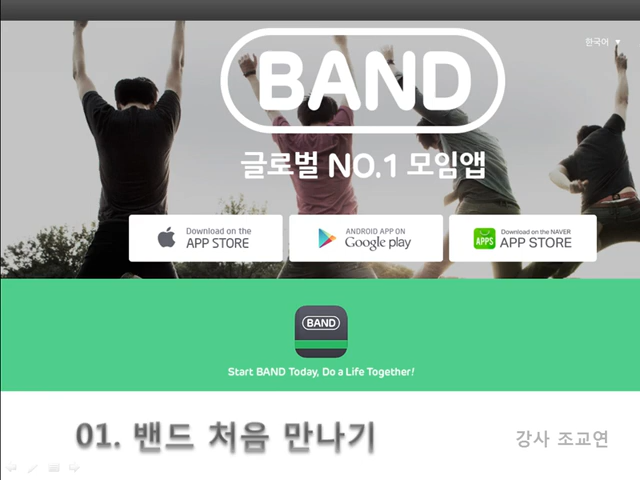 한국어 ▼
BAND
글로벌 NO.1 모임앱
Download on the
APP STORE
ANDROID APP ON
Google play
APPS
Download on the NAVER
APP STORE
BAND
Start BAND Today, Do a Life Together!
01. 밴드 처음 만나기
강사 조교연